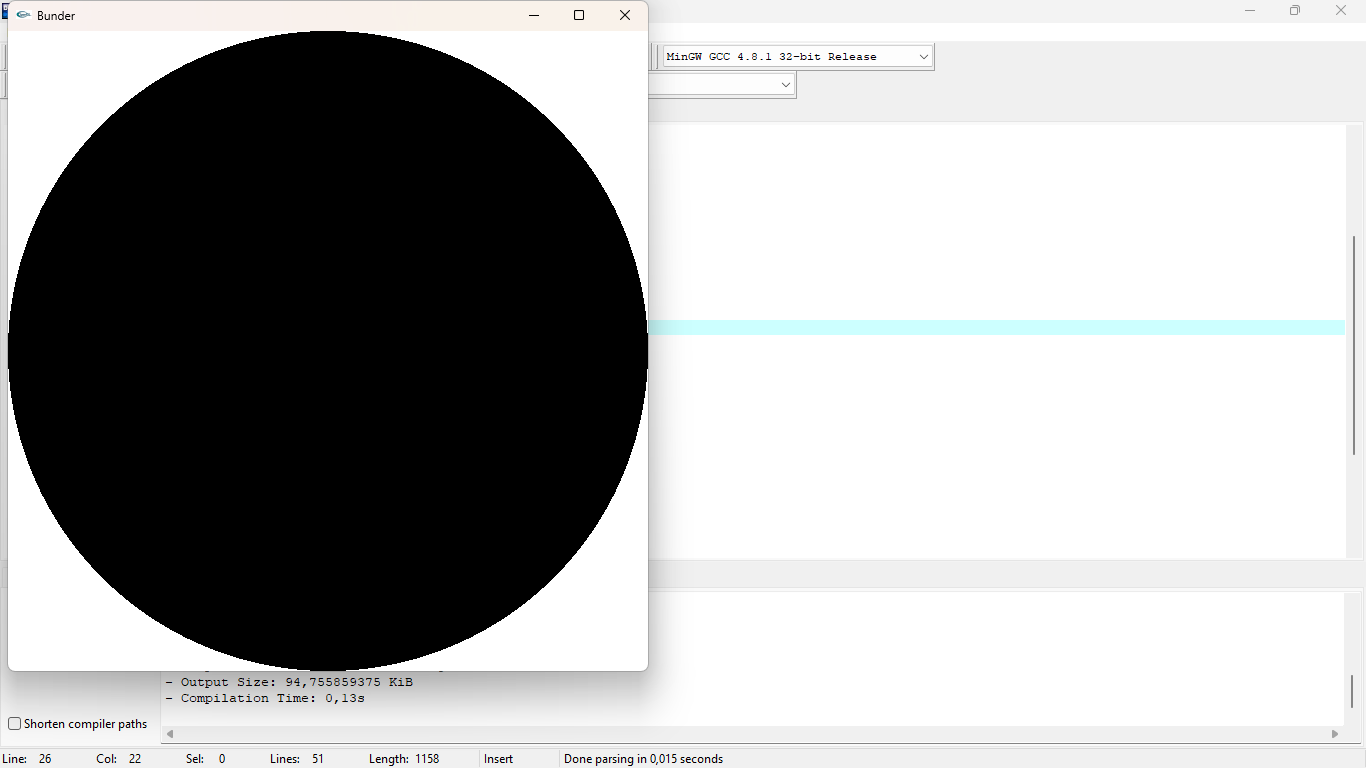 Bunder
MinGW GCC 4.8.1 32-bit Release
- Output Size: 94,755859375 KiB
- Compilation Time: 0,13s
Shorten compiler paths
Line: 26 Col: 22 Sel: 0 Lines: 51 Length: 1158 Insert Done parsing in 0,015 seconds